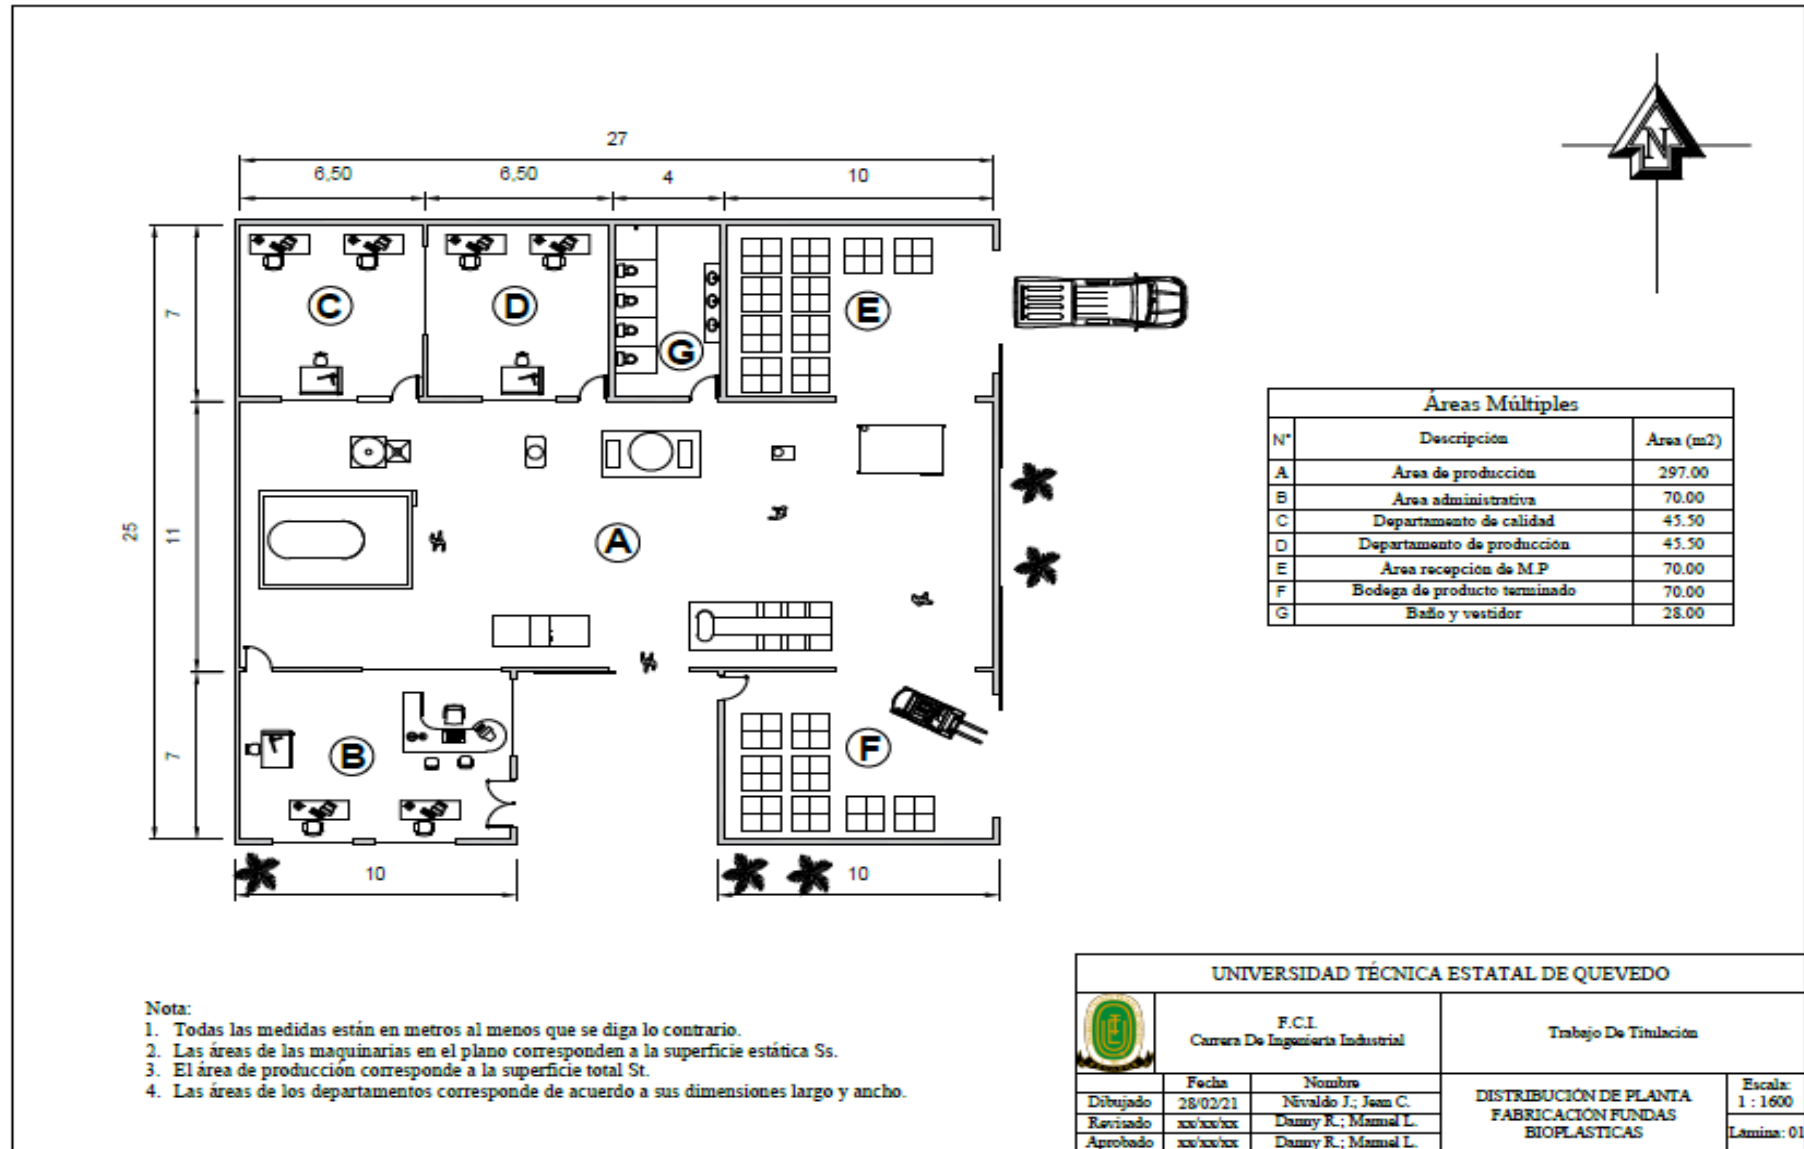 27
6,50 6,50 4 10
N
C D G E
7
25
11
7
A
B F
10 10
Áreas Múltiples
N° Descripción Area (m2)
A Area de producción 297.00
B Area administrativa 70.00
C Departamento de calidad 45.50
D Departamento de producción 45.50
E Area recepción de M.P 70.00
F Bodega de producto terminado 70.00
G Baño y vestidor 28.00
Nota:
1. Todas las medidas están en metros al menos que se diga lo contrario.
2. Las áreas de las maquinarias en el plano corresponden a la superficie estática Ss.
3. El área de producción corresponde a la superficie total St.
4. Las áreas de los departamentos corresponde de acuerdo a sus dimensiones largo y ancho.
UNIVERSIDAD TÉCNICA ESTATAL DE QUEVEDO
F.C.I.
Carrera De Ingeniería Industrial
Trabajo De Titulación
Fecha Nombre
Dibujado 28/02/21 Nivaldo J.; Jean C.
Revisado xx/xx/xx Danny R.; Manuel L.
Aprobado xx/xx/xx Danny R.; Manuel L.
DISTRIBUCIÓN DE PLANTA
FABRICACIÓN FUNDAS
BIOPLASTICAS
Escala:
1 : 1600
Lamina: 01